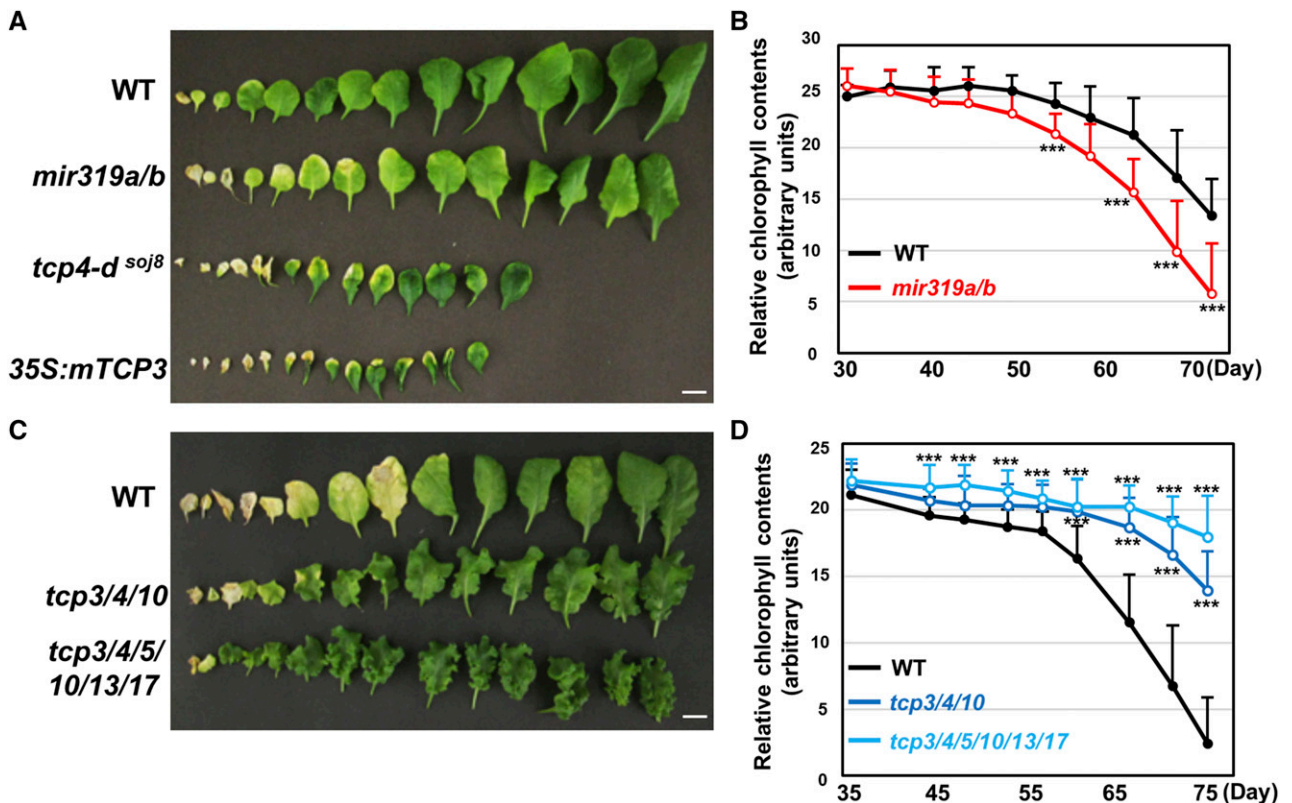 A
WT
mir319a/b
tcp4-d soj8
35S:mTCP3
B
Relative chlorophyll contents
(arbitrary units)
30
25
20
15
10
5
0
***
***
***
***
WT
mir319a/b
30 40 50 60 70 (Day)
C
WT
tcp3/4/10
tcp3/4/5/
10/13/17
D
Relative chlorophyll contents
(arbitrary units)
25
20
15
10
5
0
*** *** *** *** *** *** *** ***
*** *** *** ***
WT
tcp3/4/10
tcp3/4/5/10/13/17
35 45 55 65 75 (Day)